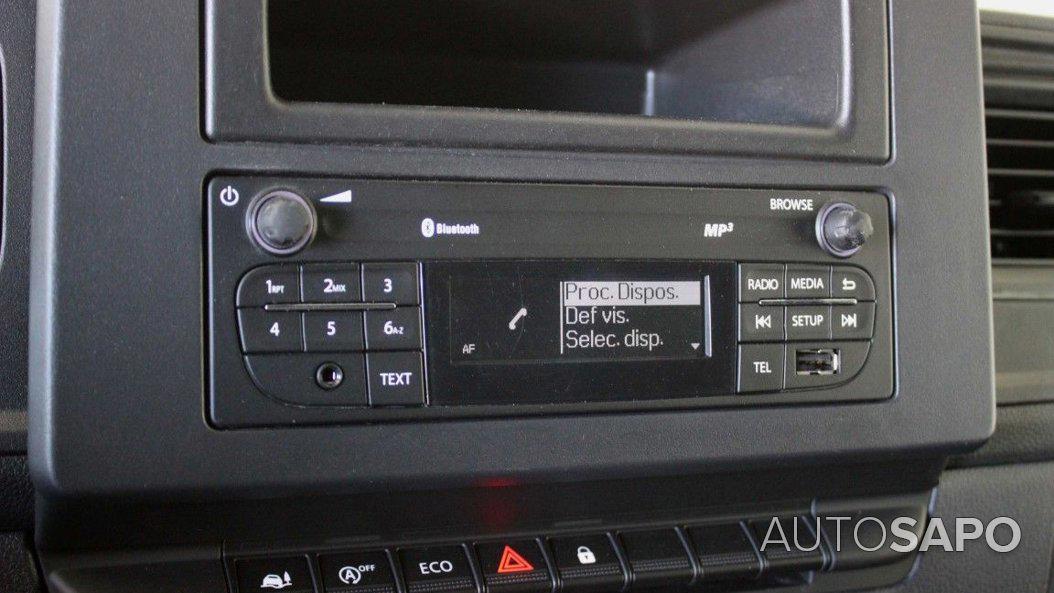 BROWSE
Bluetooth
MP3
1RPT 2MIX 3
4 5 6A-Z
TEXT
Proc. Dispos.
Def vis.
Selec. disp.
AF
RADIO MEDIA
SETUP
TEL
A OFF
ECO
AUTOSAPO